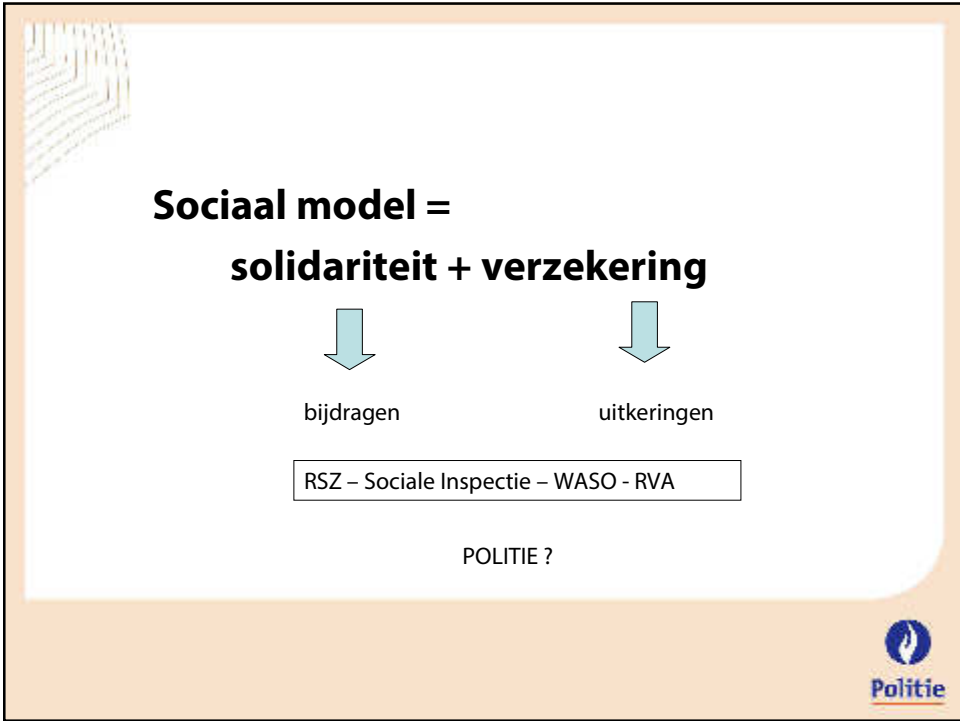 Sociaal model =
solidariteit + verzekering
bijdragen uitkeringen
RSZ – Sociale Inspectie – WASO - RVA
POLITIE ?
Politie